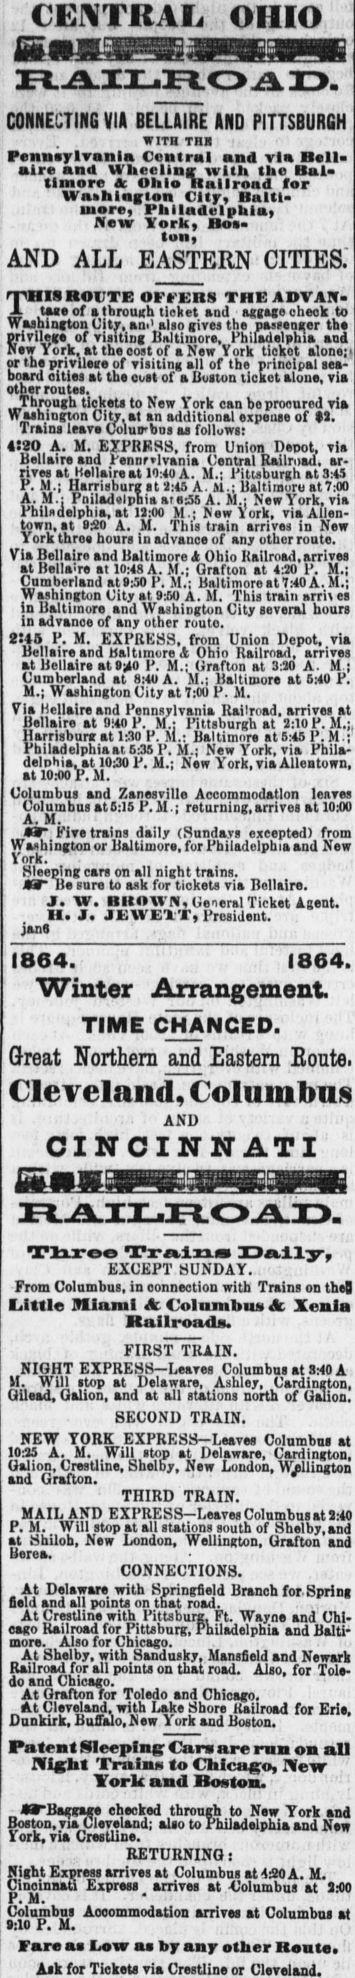 CENTRAL OHIO
RAILROAD.
CONNECTING VIA BELLAIRE AND PITTSBURGH
WITH THE
Pennsylvania Central and via Bell-
aire and Wheeling with the Bal-
timore & Ohio Railroad for
Washington City, Balti-
more, Philadelphia,
New York, Bos-
ton,
AND ALL EASTERN CITIES.
THIS ROUTE OFFERS THE ADVAN-
tage of a through ticket and aggage check to
Washington City, and also gives the passenger the
privilege of visiting Baltimore, Philadelphia and
New York, at the cost of a New York ticket alone;
or the privilege of visiting all of the principal sea-
board cities at the cost of a Boston ticket alone, via
other routes.
Through tickets to New York can be procured via
Washington City, at an additional expense of $2.
Trains leave Columbus as follows:
4:20 A. M. EXPRESS, from Union Depot, via
Bellaire and Pennsylvania Central Railroad, ar-
rives at Bellaire at 10:40 A. M.; Pittsburgh at 3:45
P. M.; Harrisburg at 2:45 A. M.; Baltimore at 7:00
A. M.; Philadelphia at 6:55 A. M.; New York, via
Philadelphia, at 12:00 M.; New York, via Allen-
town, at 9:20 A. M. This train arrives in New
York three hours in advance of any other route.
Via Bellaire and Baltimore & Ohio Railroad, arrives
at Bellaire at 10:48 A. M.; Grafton at 4:20 P. M.;
Cumberland at 9:50 P. M.; Baltimore at 7:40 A. M.;
Washington City at 9:50 A. M. This train arrives
in Baltimore and Washington City several hours
in advance of any other route.
2:45 P. M. EXPRESS, from Union Depot, via
Bellaire and Baltimore & Ohio Railroad, arrives
at Bellaire at 9:40 P. M.; Grafton at 3:20 A. M.;
Cumberland at 8:40 A. M.; Baltimore at 5:40 P.
M.; Washington City at 7:00 P. M.
Via Bellaire and Pennsylvania Railroad, arrives at
Bellaire at 9:40 P. M.; Pittsburgh at 2:10 P. M.;
Harrisburg at 1:30 P. M.; Baltimore at 5:45 P. M.;
Philadelphia at 5:35 P. M.; New York, via Phila-
delphia, at 10:30 P. M.; New York, via Allentown,
at 10:00 P. M.
Columbus and Zanesville Accommodation leaves
Columbus at 5:15 P. M.; returning, arrives at 10:00
A. M.
☞ Five trains daily (Sundays excepted) from
Washington or Baltimore, for Philadelphia and New
York.
Sleeping cars on all night trains.
☞ Be sure to ask for tickets via Bellaire.
J. W. BROWN, General Ticket Agent.
H. J. JEWETT, President.
jan6
1864. 1864.
Winter Arrangement.
TIME CHANGED.
Great Northern and Eastern Route.
Cleveland, Columbus
AND
CINCINNATI
RAILROAD.
Three Trains Daily,
EXCEPT SUNDAY.
From Columbus, in connection with Trains on the
Little Miami & Columbus & Xenia
Railroads.
FIRST TRAIN.
NIGHT EXPRESS—Leaves Columbus at 3:40 A
M. Will stop at Delaware, Ashley, Cardington,
Gilead, Galion, and at all stations north of Galion.
SECOND TRAIN.
NEW YORK EXPRESS—Leaves Columbus at
10:25 A. M. Will stop at Delaware, Cardington,
Galion, Crestline, Shelby, New London, Wellington
and Grafton.
THIRD TRAIN.
MAIL AND EXPRESS—Leaves Columbus at 2:40
P. M. Will stop at all stations south of Shelby, and
at Shiloh, New London, Wellington, Grafton and
Berea.
CONNECTIONS.
At Delaware with Springfield Branch for Spring
field and all points on that road.
At Crestline with Pittsburg, Ft. Wayne and Chi-
cago Railroad for Pittsburg, Philadelphia and Balti-
more. Also for Chicago.
At Shelby, with Sandusky, Mansfield and Newark
Railroad for all points on that road. Also, for Tole-
do and Chicago.
At Grafton for Toledo and Chicago.
At Cleveland, with Lake Shore Railroad for Erie,
Dunkirk, Buffalo, New York and Boston.
Patent Sleeping Cars are run on all
Night Trains to Chicago, New
York and Boston.
☞ Baggage checked through to New York and
Boston, via Cleveland; also to Philadelphia and New
York, via Crestline.
RETURNING:
Night Express arrives at Columbus at 4:20 A. M.
Cincinnati Express arrives at Columbus at 2:00
P. M.
Columbus Accommodation arrives at Columbus at
9:10 P. M.
Fare as Low as by any other Route.
Ask for Tickets via Crestline or Cleveland.